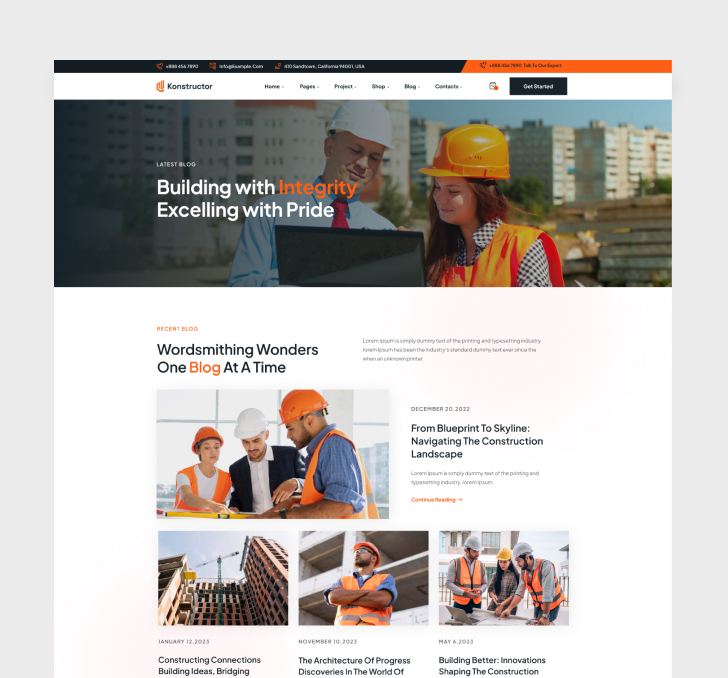 +988 456 7890 Info@Example.Com 410 Sandtown, California 94001, USA +988 456 7890 Talk To Our Expert
Konstructor Home Pages Project Shop Blog Contacts Get Started
LATEST BLOG
Building with Integrity
Excelling with Pride
RECENT BLOG
Wordsmithing Wonders
One Blog At A Time
Lorem Ipsum is simply dummy text of the printing and typesetting industry.
lorem Ipsum has been the industry's standard dummy text ever since the
when an unknown printer.
DECEMBER 20,2022
From Blueprint To Skyline:
Navigating The Construction
Landscape
Lorem Ipsum is simply dummy text of the printing and
typesetting industry. lorem Ipsum.
Continue Reading →
JANUARY 12,2023
Constructing Connections
Building Ideas, Bridging
NOVEMBER 10,2023
The Architecture Of Progress
Discoveries In The World Of
MAY 6,2023
Building Better: Innovations
Shaping The Construction